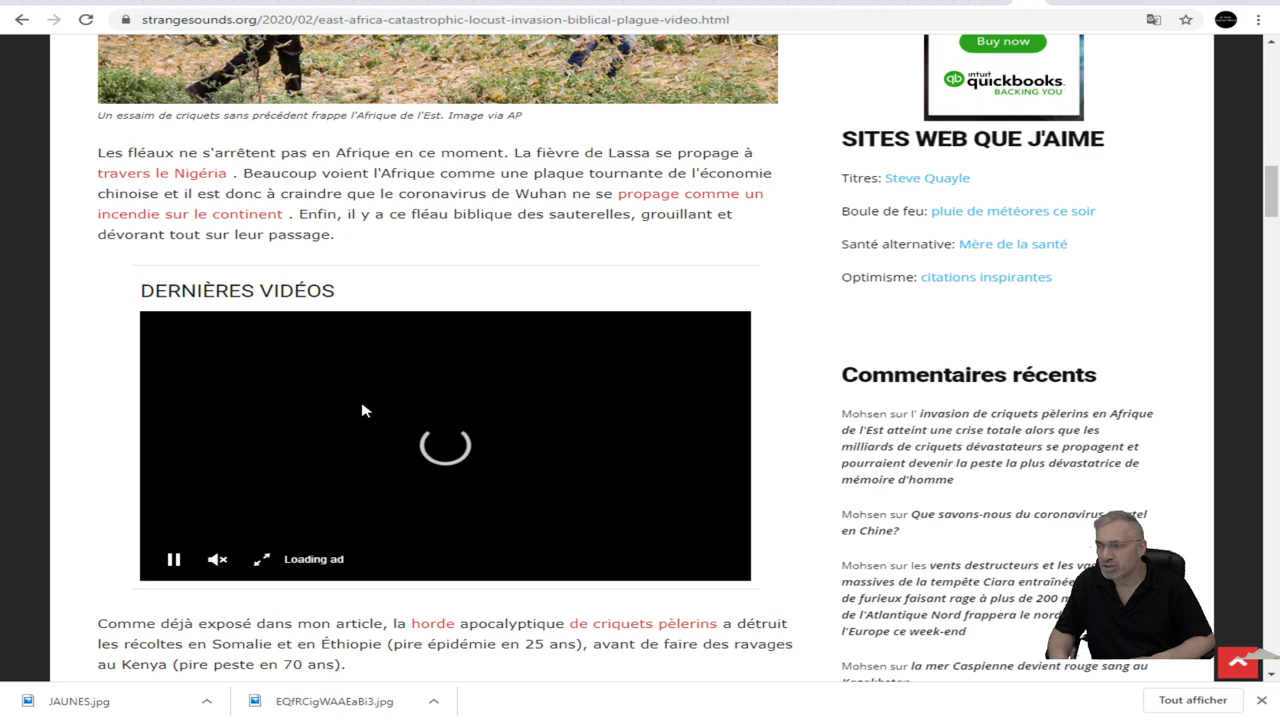 strangesounds.org/2020/02/east-africa-catastrophic-locust-invasion-biblical-plague-video.html
Un essaim de criquets sans précédent frappe l'Afrique de l'Est. Image via AP
Les fléaux ne s'arrêtent pas en Afrique en ce moment. La fièvre de Lassa se propage à
travers le Nigéria . Beaucoup voient l'Afrique comme une plaque tournante de l'économie
chinoise et il est donc à craindre que le coronavirus de Wuhan ne se propage comme un
incendie sur le continent . Enfin, il y a ce fléau biblique des sauterelles, grouillant et
dévorant tout sur leur passage.
DERNIÈRES VIDÉOS
Loading ad
Comme déjà exposé dans mon article, la horde apocalyptique de criquets pèlerins a détruit
les récoltes en Somalie et en Éthiopie (pire épidémie en 25 ans), avant de faire des ravages
au Kenya (pire peste en 70 ans).
Buy now
intuit
quickbooks.
BACKING YOU
SITES WEB QUE J'AIME
Titres: Steve Quayle
Boule de feu: pluie de météores ce soir
Santé alternative: Mère de la santé
Optimisme: citations inspirantes
Commentaires récents
Mohsen sur l' invasion de criquets pèlerins en Afrique
de l'Est atteint une crise totale alors que les
milliards de criquets dévastateurs se propagent et
pourraient devenir la peste la plus dévastatrice de
mémoire d'homme
Mohsen sur Que savons-nous du coronavirus
en Chine?
Mohsen sur les vents destructeurs et les
massives de la tempête Ciara
de furieux faisant rage à plus de 200
de l'Atlantique Nord frappera le nord
l'Europe ce week-end
Mohsen sur la mer Caspienne devient rouge sang au
Kazakhstan
JAUNES.jpg
EQfRCigWAAEaBi3.jpg
Tout afficher